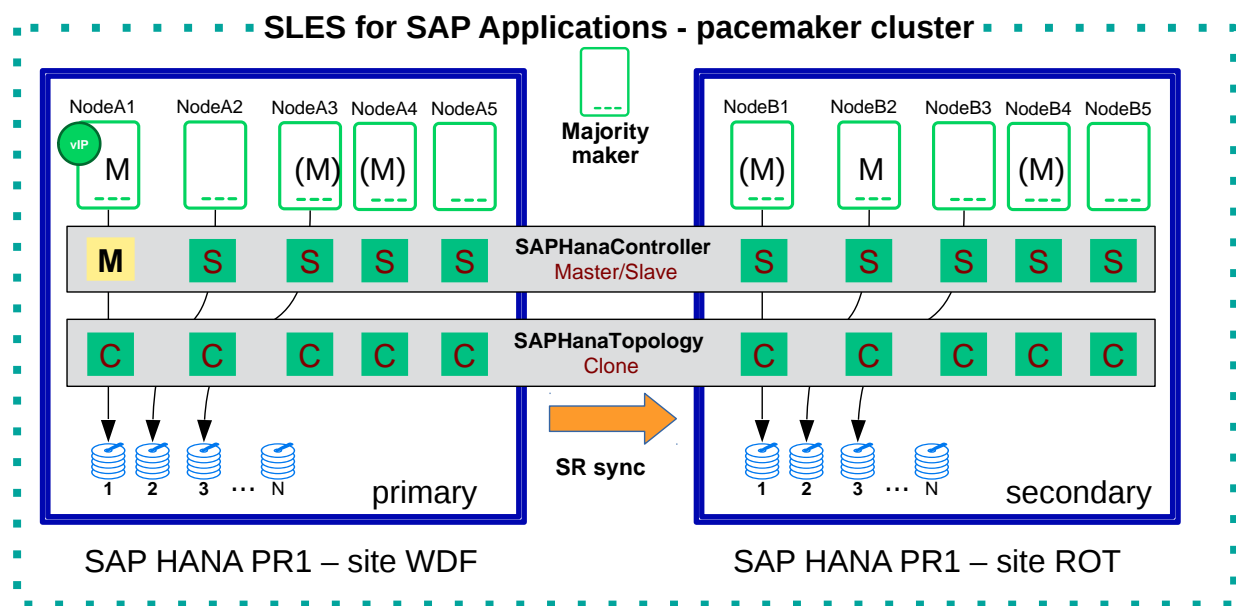 SLES for SAP Applications - pacemaker cluster
NodeA1 NodeA2 NodeA3 NodeA4 NodeA5
Majority
maker
NodeB1 NodeB2 NodeB3 NodeB4 NodeB5
vIP
M (M) (M)
(M) M (M)
SAPHanaController
Master/Slave
M S S S S
S S S S S
SAPHanaTopology
Clone
C C C C C
C C C C C
SR sync
1 2 3 ... N
primary
1 2 3 ... N
secondary
SAP HANA PR1 – site WDF
SAP HANA PR1 – site ROT